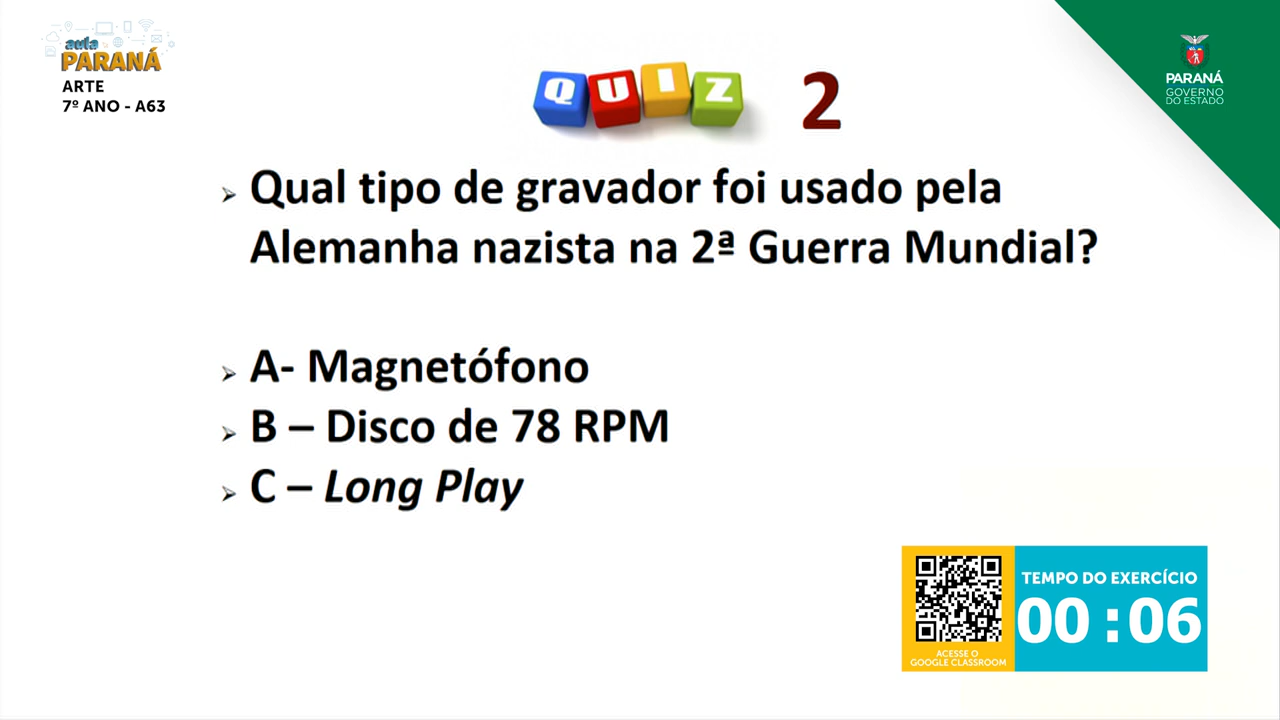 aula
PARANÁ
ARTE
7º ANO - A63
QUIZ 2
PARANÁ
GOVERNO
DO ESTADO
➢ Qual tipo de gravador foi usado pela
Alemanha nazista na 2ª Guerra Mundial?
➢ A- Magnetófono
➢ B – Disco de 78 RPM
➢ C – Long Play
TEMPO DO EXERCÍCIO
00 : 06
ACESSE O
GOOGLE CLASSROOM